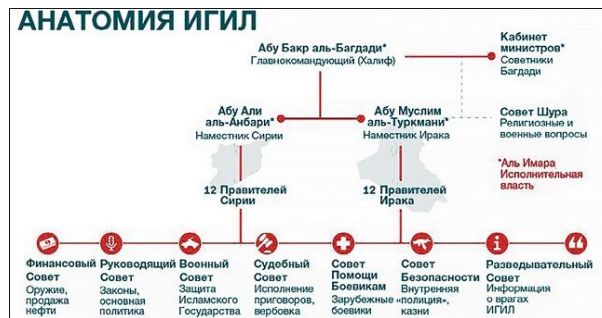 АНАТОМИЯ ИГИЛ
Абу Бакр аль-Багдади*
Главнокомандующий (Халиф)
Кабинет
министров*
Советники
Багдади
Абу Али
аль-Анбари*
Наместник Сирии
Абу Муслим
аль-Туркмани*
Наместник Ирака
Совет Шура
Религиозные и
военные вопросы
*Аль Имара
Исполнительная
власть
12 Правителей
Сирии
12 Правителей
Ирака
Финансовый
Совет
Оружие,
продажа
нефти
Руководящий
Совет
Законы,
основная
политика
Военный
Совет
Защита
Исламского
Государства
Судебный
Совет
Исполнение
приговоров,
вербовка
Совет
Помощи
Боевикам
Зарубежные
боевики
Совет
Безопасности
Внутренняя
«полиция»,
казни
Разведывательный
Совет
Информация
о врагах
ИГИЛ